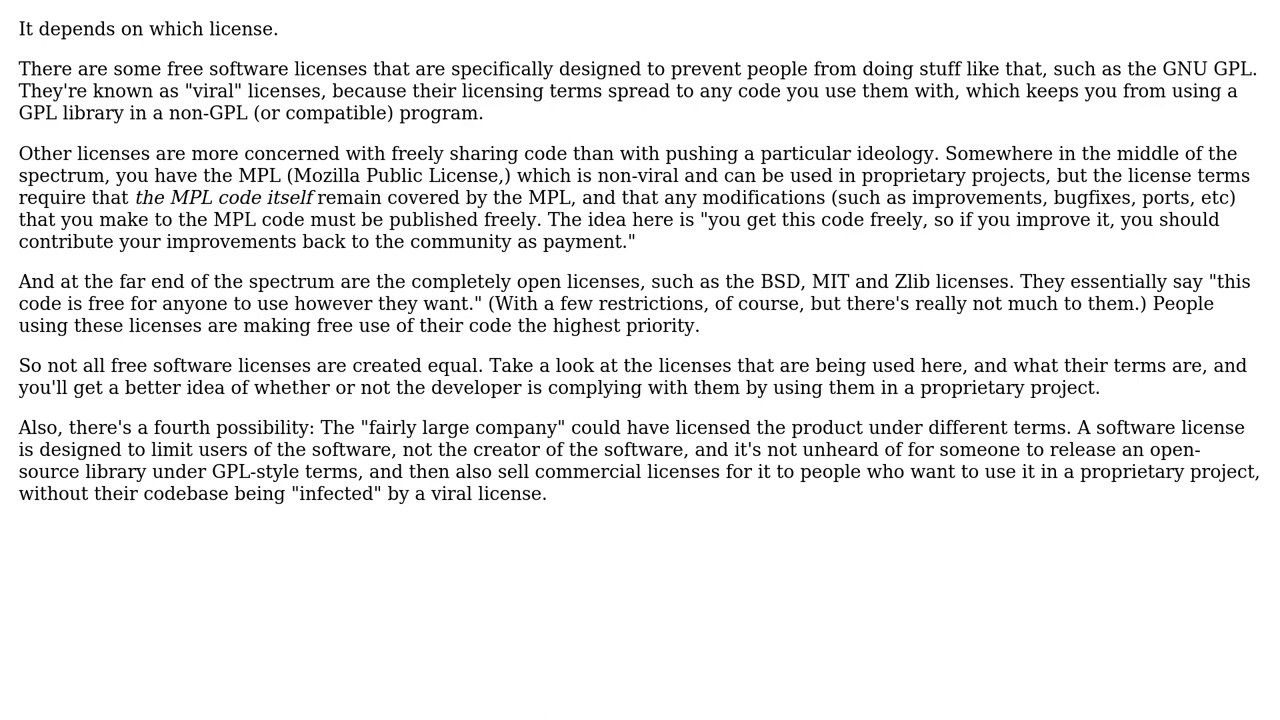 It depends on which license.
There are some free software licenses that are specifically designed to prevent people from doing stuff like that, such as the GNU GPL.
They're known as "viral" licenses, because their licensing terms spread to any code you use them with, which keeps you from using a
GPL library in a non-GPL (or compatible) program.
Other licenses are more concerned with freely sharing code than with pushing a particular ideology. Somewhere in the middle of the
spectrum, you have the MPL (Mozilla Public License,) which is non-viral and can be used in proprietary projects, but the license terms
require that the MPL code itself remain covered by the MPL, and that any modifications (such as improvements, bugfixes, ports, etc)
that you make to the MPL code must be published freely. The idea here is "you get this code freely, so if you improve it, you should
contribute your improvements back to the community as payment."
And at the far end of the spectrum are the completely open licenses, such as the BSD, MIT and Zlib licenses. They essentially say "this
code is free for anyone to use however they want." (With a few restrictions, of course, but there's really not much to them.) People
using these licenses are making free use of their code the highest priority.
So not all free software licenses are created equal. Take a look at the licenses that are being used here, and what their terms are, and
you'll get a better idea of whether or not the developer is complying with them by using them in a proprietary project.
Also, there's a fourth possibility: The "fairly large company" could have licensed the product under different terms. A software license
is designed to limit users of the software, not the creator of the software, and it's not unheard of for someone to release an open-
source library under GPL-style terms, and then also sell commercial licenses for it to people who want to use it in a proprietary project,
without their codebase being "infected" by a viral license.